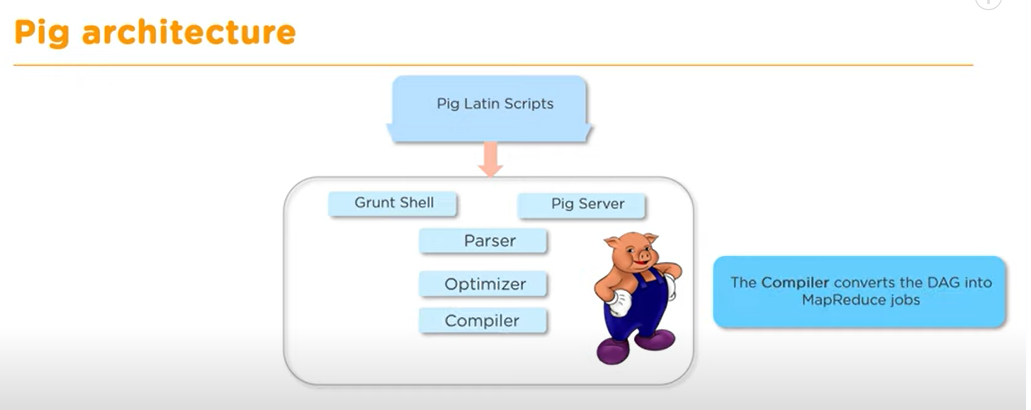 Pig architecture
Pig Latin Scripts
Grunt Shell
Pig Server
Parser
Optimizer
Compiler
The Compiler converts the DAG into
MapReduce jobs